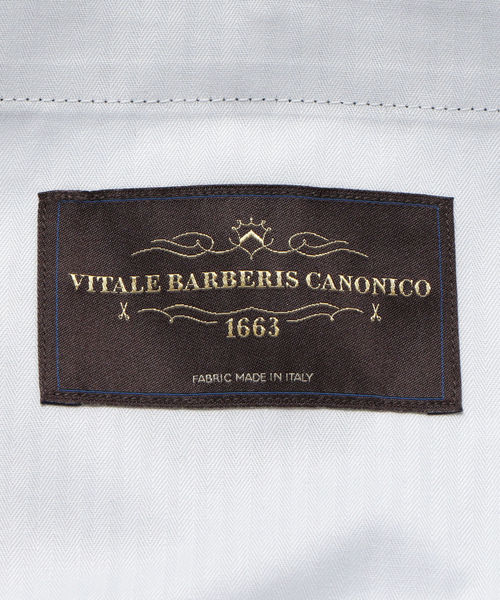 VITALE BARBERIS CANONICO
1663
FABRIC MADE IN ITALY